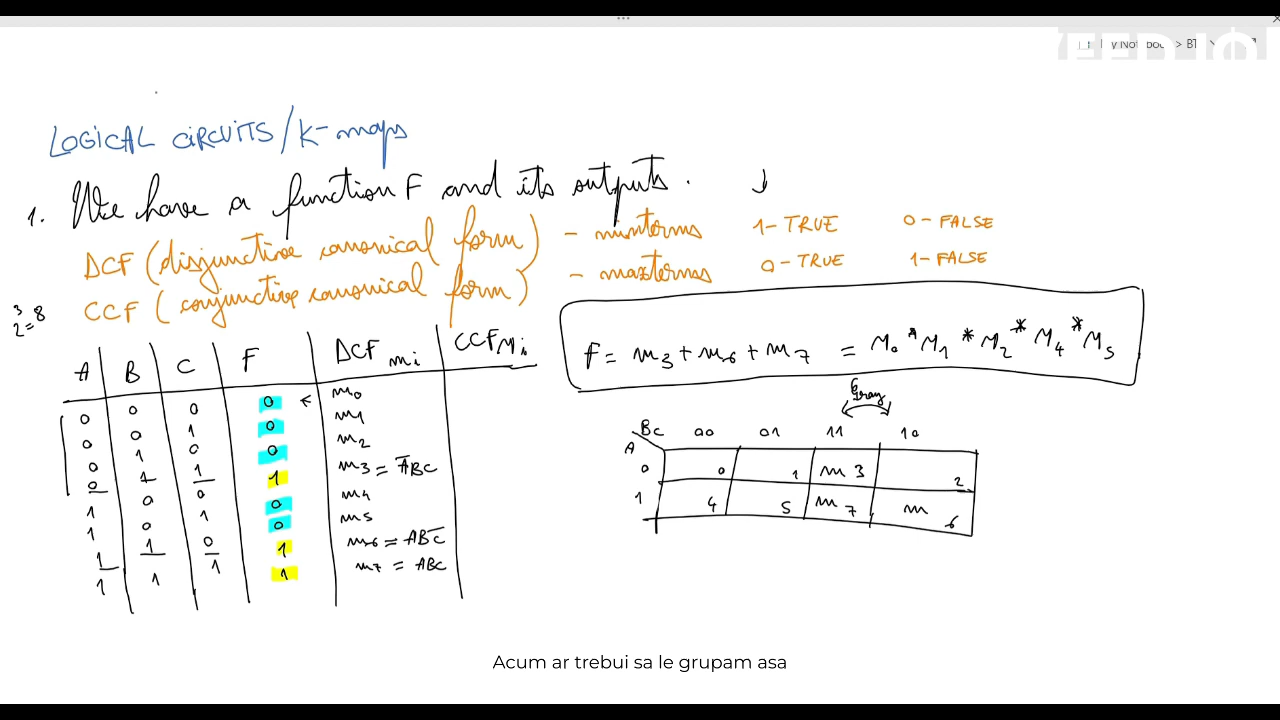 My Notebook > BT
LOGICAL CIRCUITS / K-maps
1. We have a function F and its outputs.
DCF (disjunctive canonical form) - minterms 1-TRUE 0-FALSE
CCF (conjunctive canonical form) - maxterms 0-TRUE 1-FALSE
2³=8
F = m3 + m6 + m7 = M0 * M1 * M2 * M4 * M5
A B C F DCF mi CCF Mi
0 0 0 0 ← m0
0 0 1 0 m1
0 1 0 0 m2
0 1 1 1 m3 = A̅BC
1 0 0 0 m4
1 0 1 0 m5
1 1 0 1 m6 = ABC̅
1 1 1 1 m7 = ABC
Gray
A BC 00 01 11 10
0 0 1 m3 2
1 4 5 m7 m6
Acum ar trebui sa le grupam asa